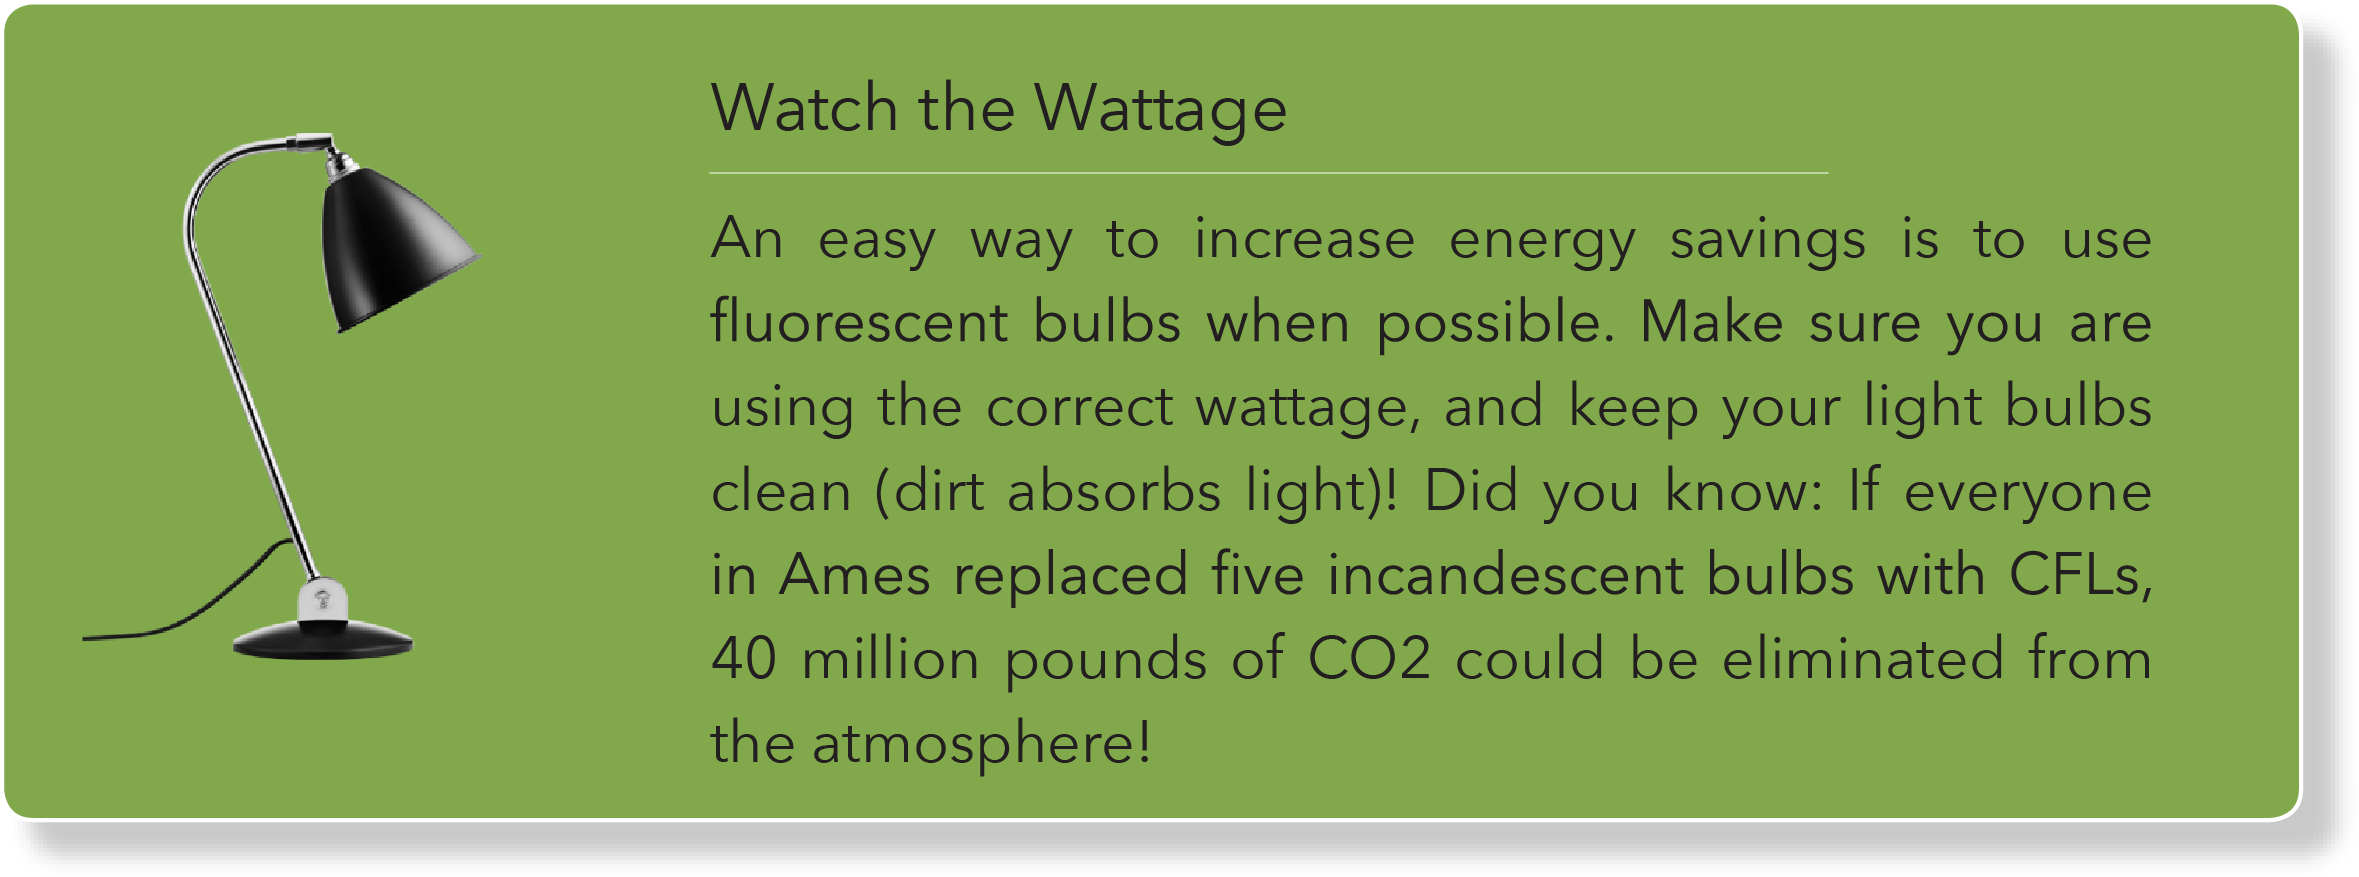 Watch the Wattage
An easy way to increase energy savings is to use
fluorescent bulbs when possible. Make sure you are
using the correct wattage, and keep your light bulbs
clean (dirt absorbs light)! Did you know: If everyone
in Ames replaced five incandescent bulbs with CFLs,
40 million pounds of CO2 could be eliminated from
the atmosphere!